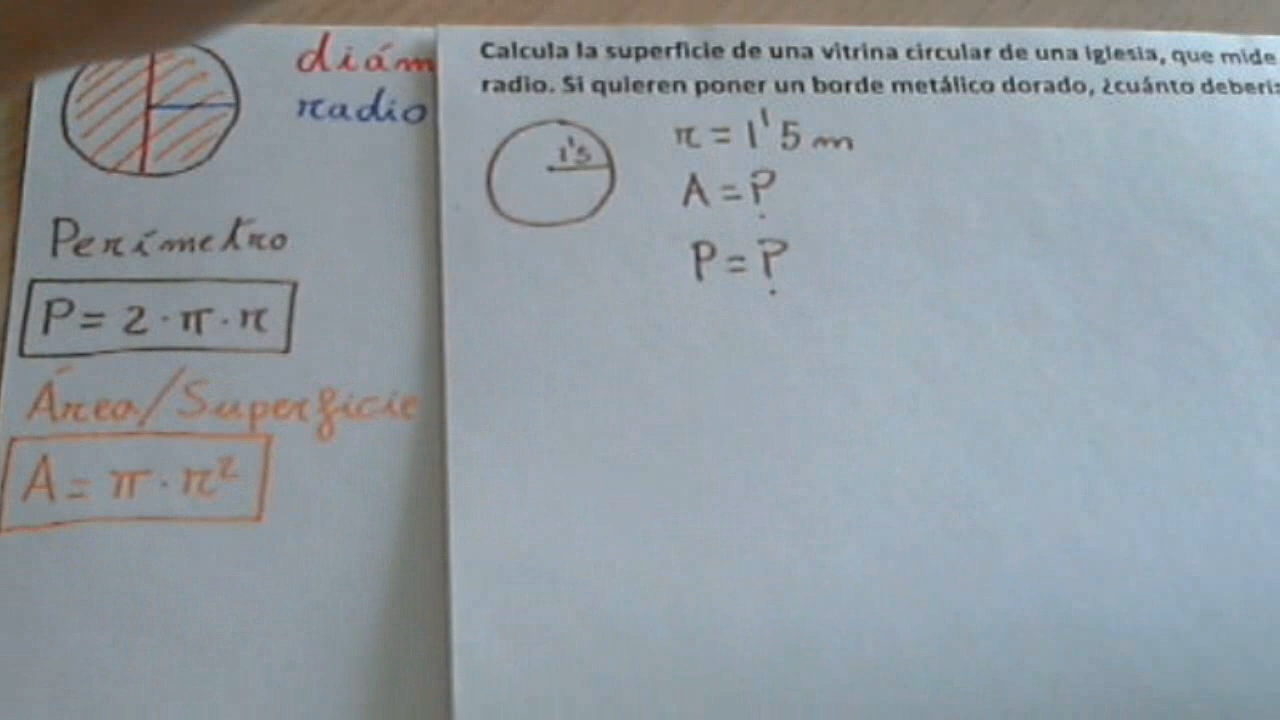 diám
radio
Perímetro
P = 2 · π · r
Área/Superficie
A = π · r²
Calcula la superficie de una vitrina circular de una iglesia, que mide
radio. Si quieren poner un borde metálico dorado, ¿cuánto deberí
1'5
r = 1'5 m
A = ?
P = ?